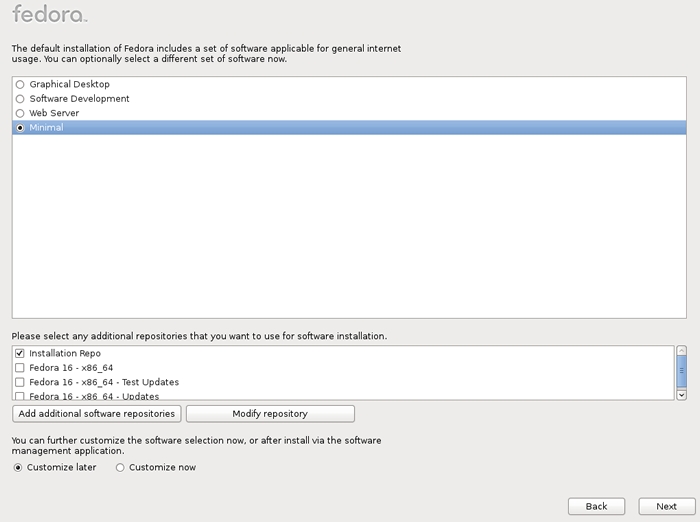 fedora™
The default installation of Fedora includes a set of software applicable for general internet
usage. You can optionally select a different set of software now.
Graphical Desktop
Software Development
Web Server
Minimal
Please select any additional repositories that you want to use for software installation.
Installation Repo
Fedora 16 - x86_64
Fedora 16 - x86_64 - Test Updates
Fedora 16 - x86_64 - Updates
Add additional software repositories
Modify repository
You can further customize the software selection now, or after install via the software
management application.
Customize later
Customize now
Back
Next